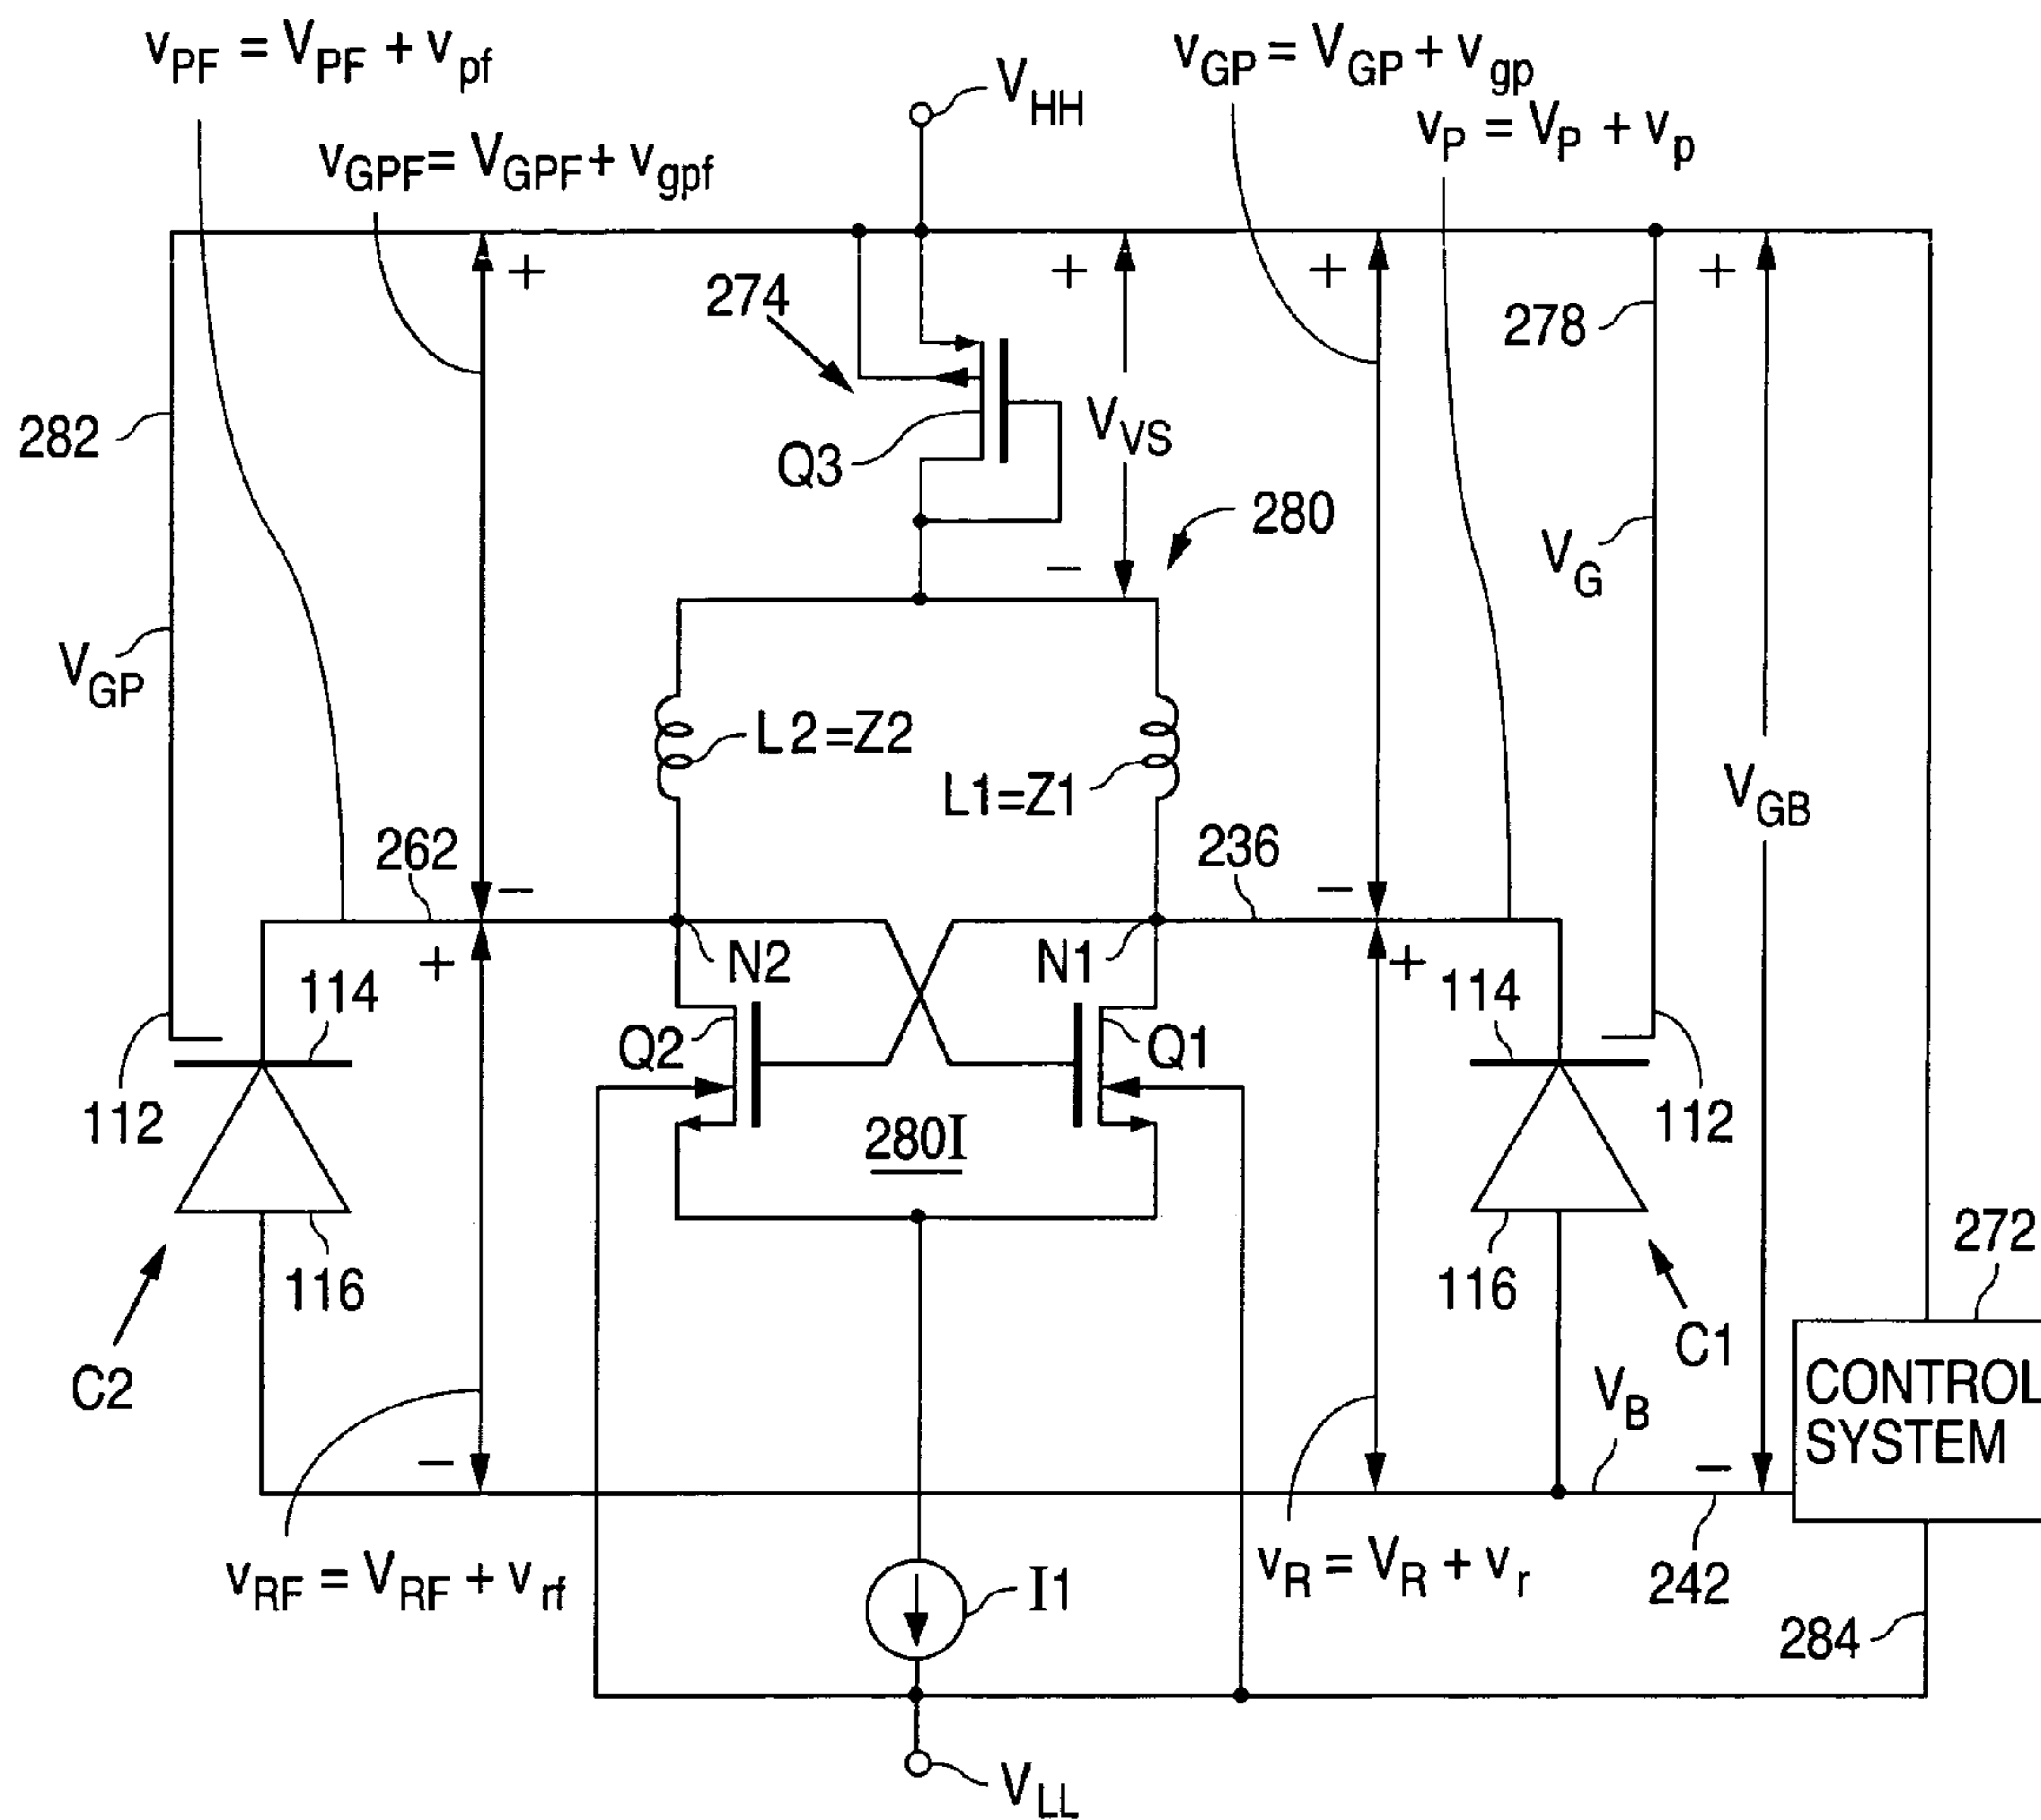 vPF = VPF + vpf
vGP = VGP + vgp
VHH
vP = VP + vp
vGPF = VGPF + vgpf
+
+
+
+
274
278
282
VVS
Q3
280
VG
−
VGP
L2=Z2
L1=Z1
VGB
262
236
−
−
+
N2
N1
+
114
114
Q2
Q1
112
280I
112
272
116
116
C2
C1
CONTROL
SYSTEM
VB
−
−
vRF = VRF + vrf
I1
vR = VR + vr
242
284
VLL